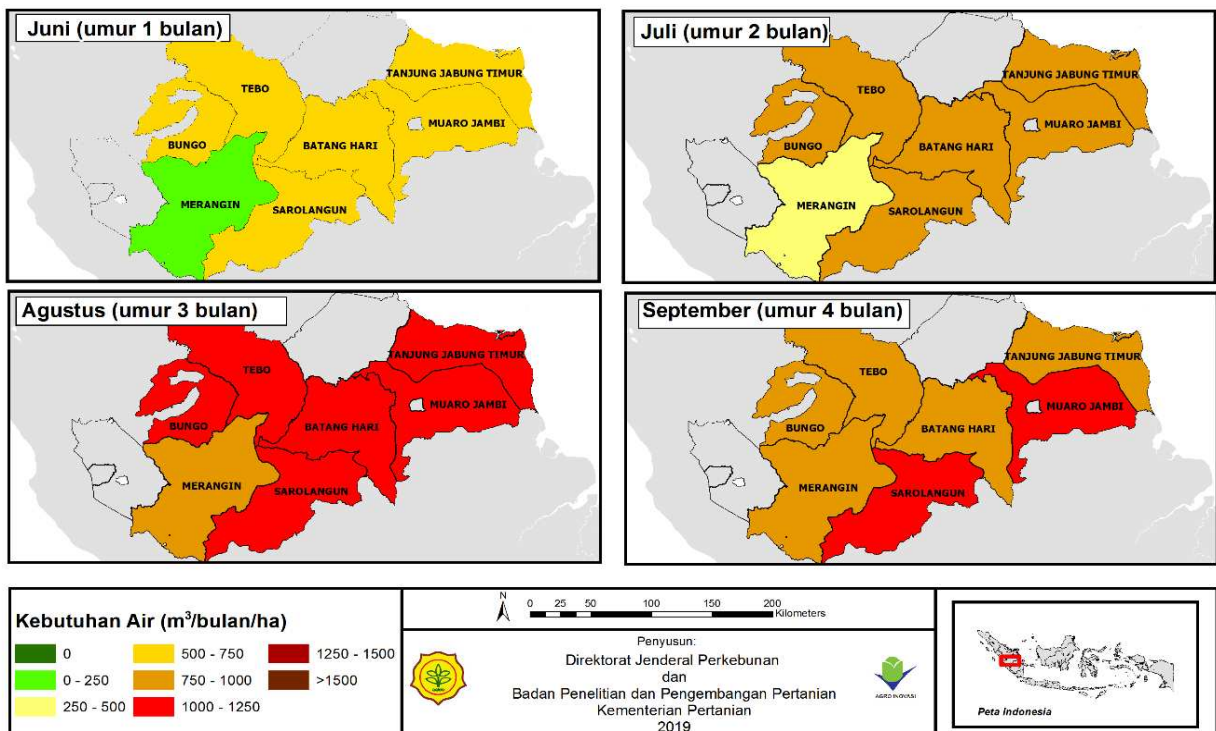 Juni (umur 1 bulan)
TEBO
TANJUNG JABUNG TIMUR
MUARO JAMBI
BUNGO
BATANG HARI
MERANGIN
SAROLANGUN
Juli (umur 2 bulan)
TEBO
TANJUNG JABUNG TIMUR
MUARO JAMBI
BUNGO
BATANG HARI
MERANGIN
SAROLANGUN
Agustus (umur 3 bulan)
TEBO
TANJUNG JABUNG TIMUR
MUARO JAMBI
BUNGO
BATANG HARI
MERANGIN
SAROLANGUN
September (umur 4 bulan)
TEBO
TANJUNG JABUNG TIMUR
MUARO JAMBI
BUNGO
BATANG HARI
MERANGIN
SAROLANGUN
Kebutuhan Air (m³/bulan/ha)
0
0 - 250
250 - 500
500 - 750
750 - 1000
1000 - 1250
1250 - 1500
>1500
N
0 25 50 100 150 200
Kilometers
Penyusun:
Direktorat Jenderal Perkebunan
dan
Badan Penelitian dan Pengembangan Pertanian
Kementerian Pertanian
2019
AGRO INOVASI
Peta Indonesia